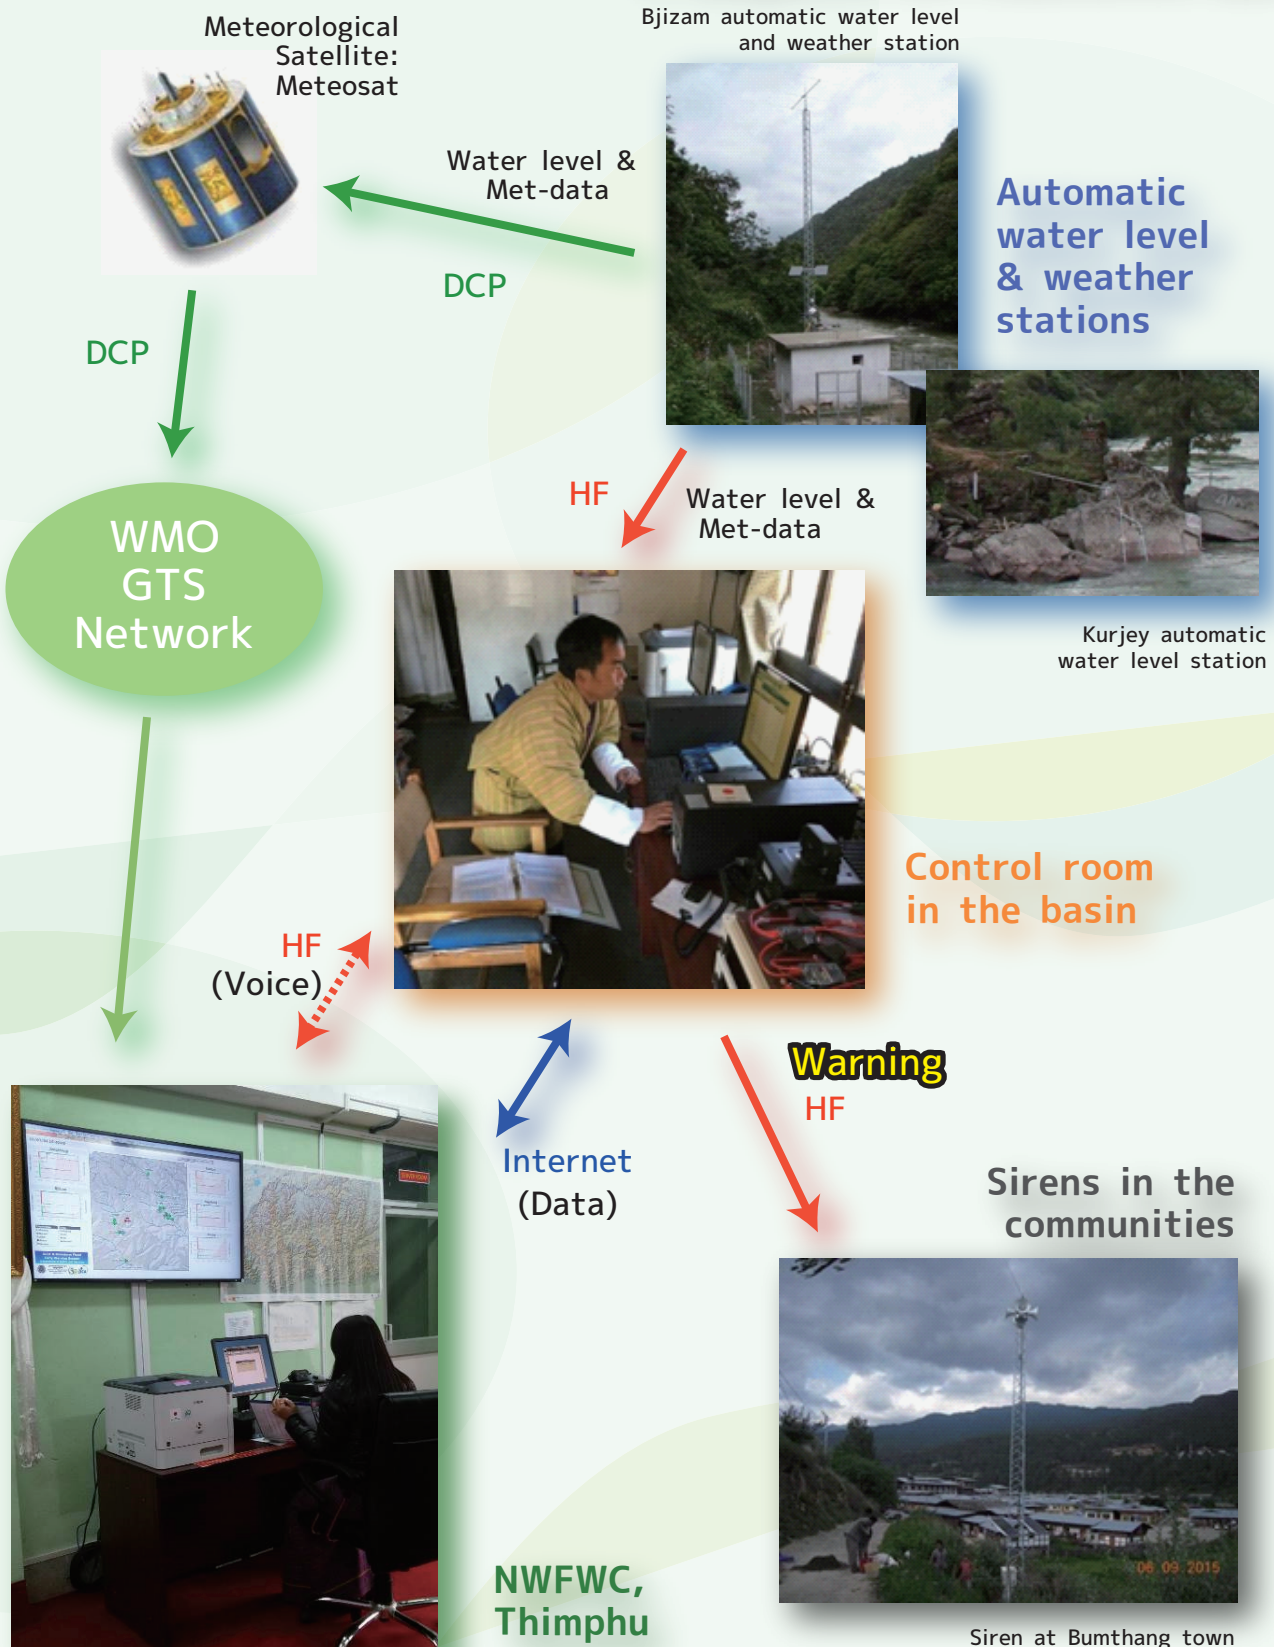 Meteorological
Satellite:
Meteosat
Bjizam automatic water level
and weather station
Water level &
Met-data
DCP
DCP
Automatic
water level
& weather
stations
WMO
GTS
Network
HF
Water level &
Met-data
Kurjey automatic
water level station
Control room
in the basin
HF
(Voice)
Internet
(Data)
Warning
HF
Sirens in the
communities
06 09 2015
NWFWC,
Thimphu
Siren at Bumthang town